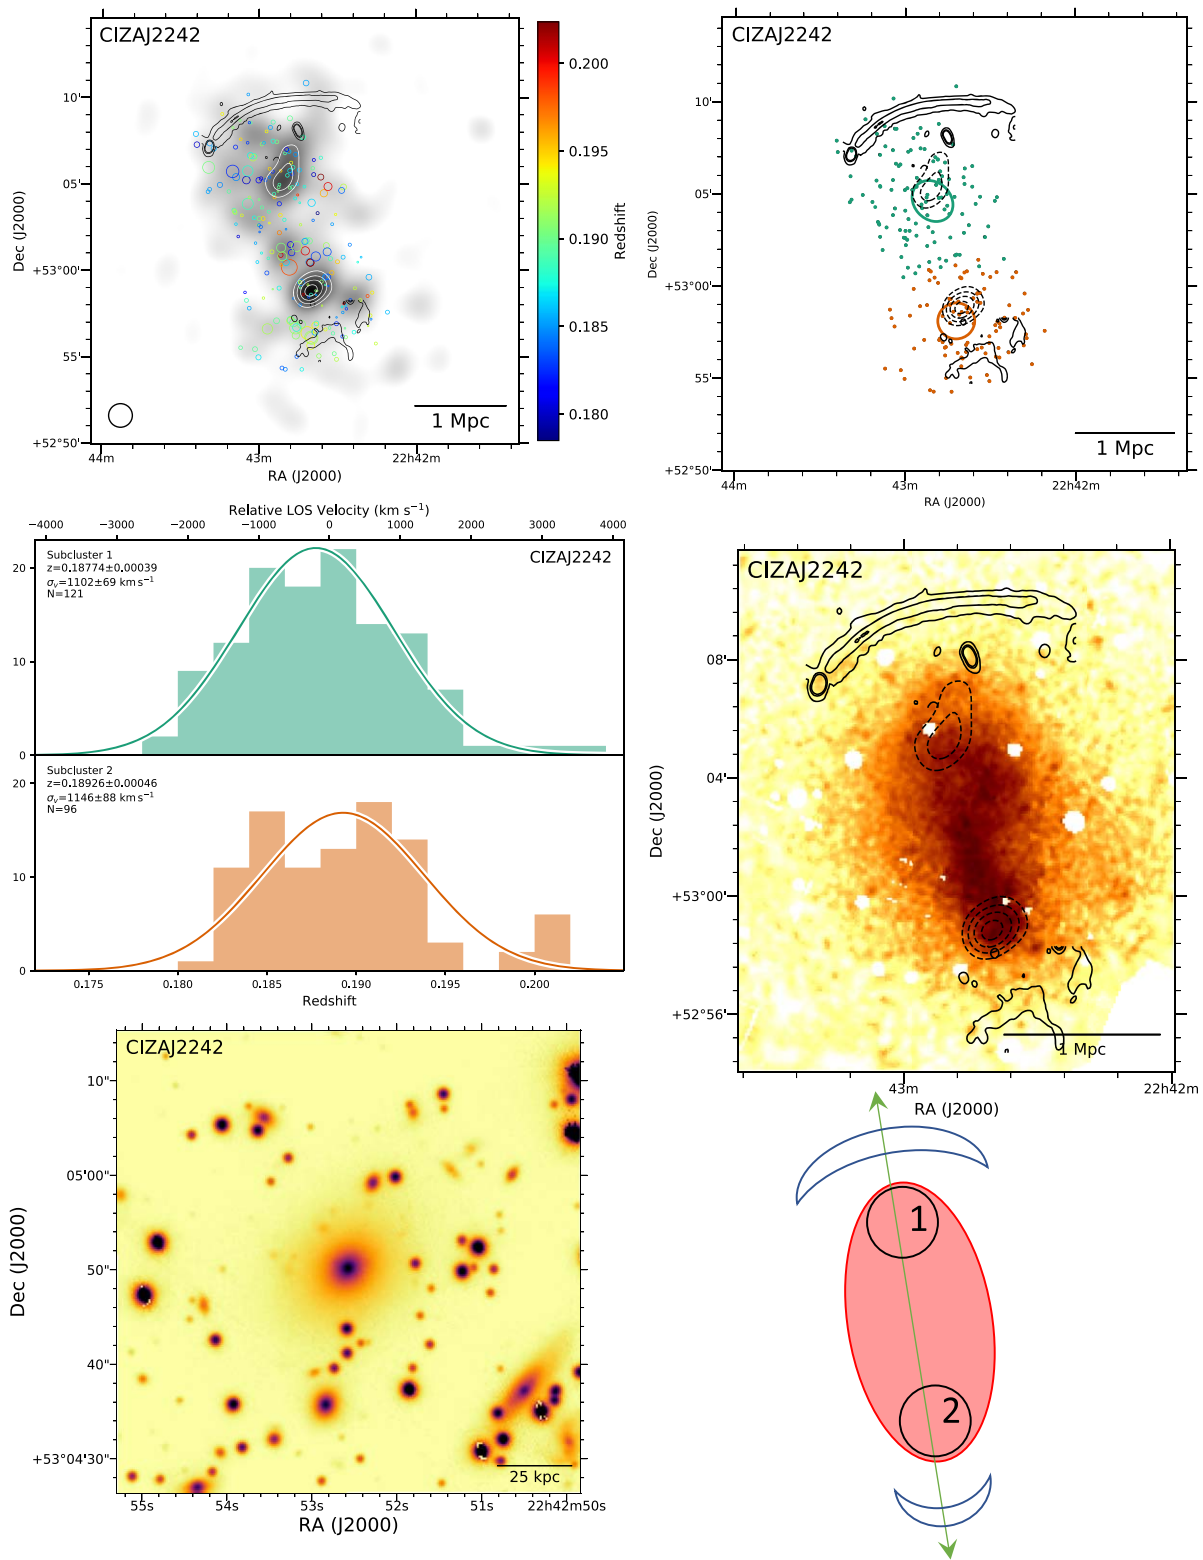 CIZAJ2242
10'
05'
+53°00'
55'
+52°50'
44m
43m
22h42m
RA (J2000)
Dec (J2000)
1 Mpc
0.200
0.195
0.190
0.185
0.180
Redshift
CIZAJ2242
10'
05'
+53°00'
55'
+52°50'
44m
43m
22h42m
RA (J2000)
Dec (J2000)
1 Mpc
Relative LOS Velocity (km s⁻¹)
−4000 −3000 −2000 −1000 0 1000 2000 3000 4000
Subcluster 1
z=0.18774±0.00039
σᵥ=1102±69 km s⁻¹
N=121
CIZAJ2242
20
10
0
Subcluster 2
z=0.18926±0.00046
σᵥ=1146±88 km s⁻¹
N=96
20
10
0
0.175 0.180 0.185 0.190 0.195 0.200
Redshift
CIZAJ2242
08'
04'
+53°00'
+52°56'
43m
22h42m
RA (J2000)
Dec (J2000)
1 Mpc
CIZAJ2242
10"
05'00"
50"
40"
+53°04'30"
55s
54s
53s
52s
51s
22h42m50s
RA (J2000)
Dec (J2000)
25 kpc
1
2